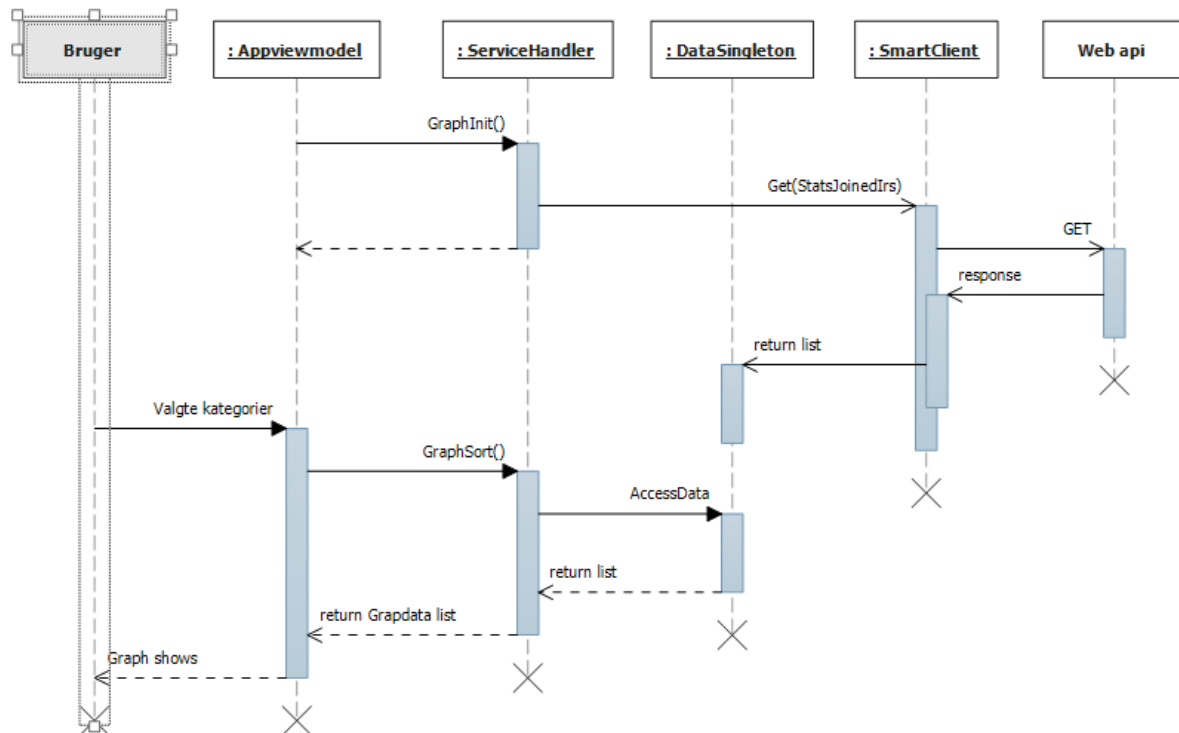 Bruger
: Appviewmodel
: ServiceHandler
: DataSingleton
: SmartClient
Web api
GraphInit()
Get(StatsJoinedIrs)
GET
response
return list
Valgte kategorier
GraphSort()
AccessData
return list
return Grapdata list
Graph shows